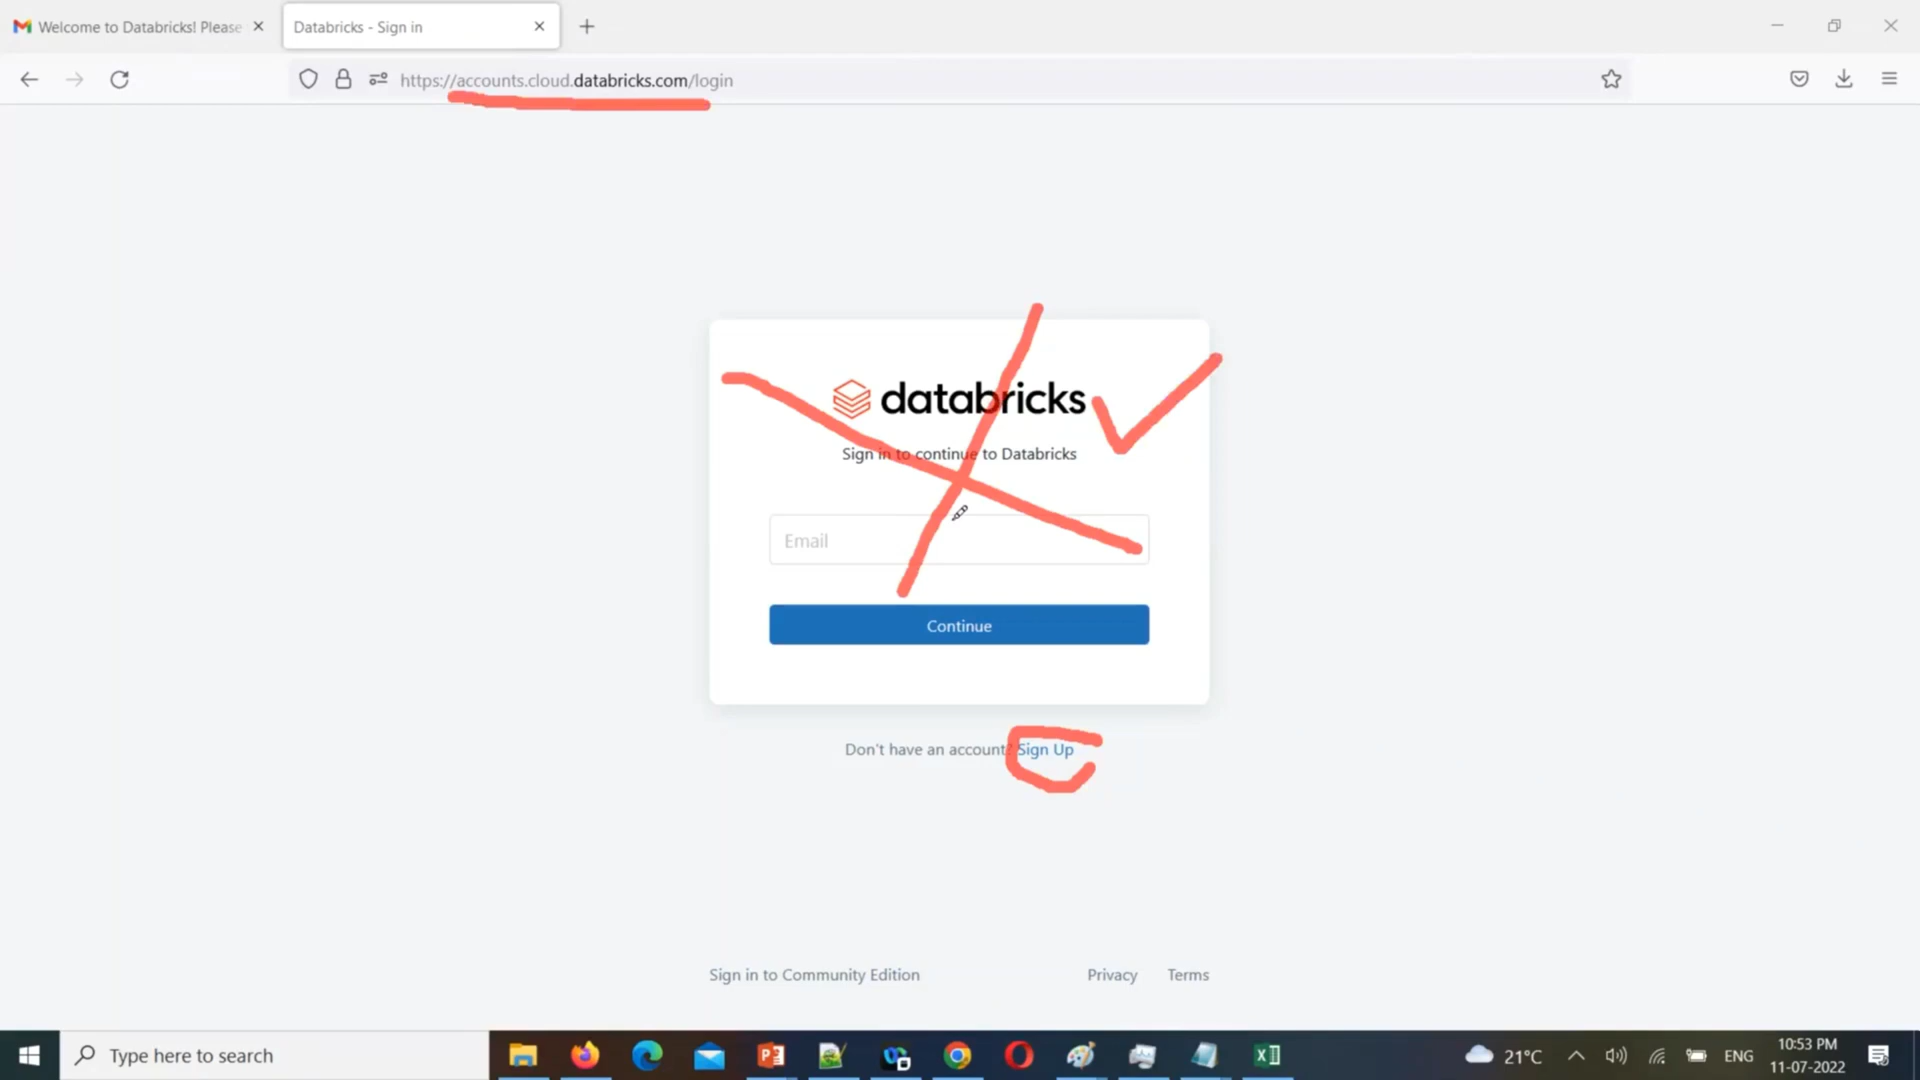 Welcome to Databricks! Please
Databricks - Sign in
https://accounts.cloud.databricks.com/login
databricks
Sign in to continue to Databricks
Email
Continue
Don't have an account? Sign Up
Sign in to Community Edition
Privacy
Terms
Type here to search
21°C
ENG
10:53 PM
11-07-2022